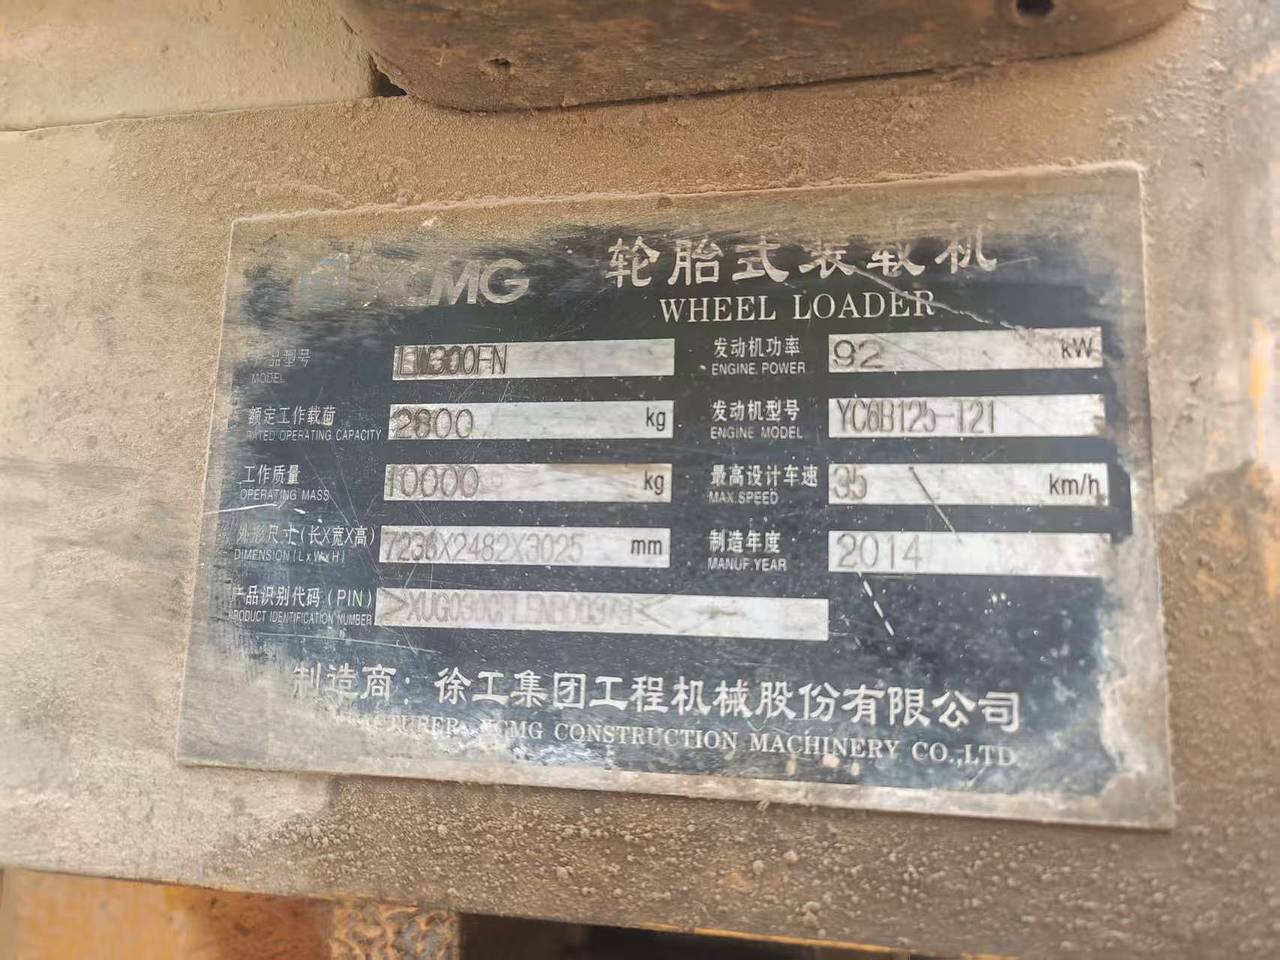 XCMG 轮胎式装载机
WHEEL LOADER
产品型号 LW300FN 发动机功率 92 kW
MODEL ENGINE POWER
额定工作载荷 2800 kg 发动机型号 YC6B125-T21
RATED OPERATING CAPACITY ENGINE MODEL
工作质量 10000 kg 最高设计车速 35 km/h
OPERATING MASS MAX.SPEED
外形尺寸(长X宽X高) 7236X2482X3025 mm 制造年度 2014
DIMENSION(LxWxH) MANUF.YEAR
产品识别代码(PIN)
PRODUCT IDENTIFICATION NUMBER
制造商: 徐工集团工程机械股份有限公司
XCMG CONSTRUCTION MACHINERY CO.,LTD